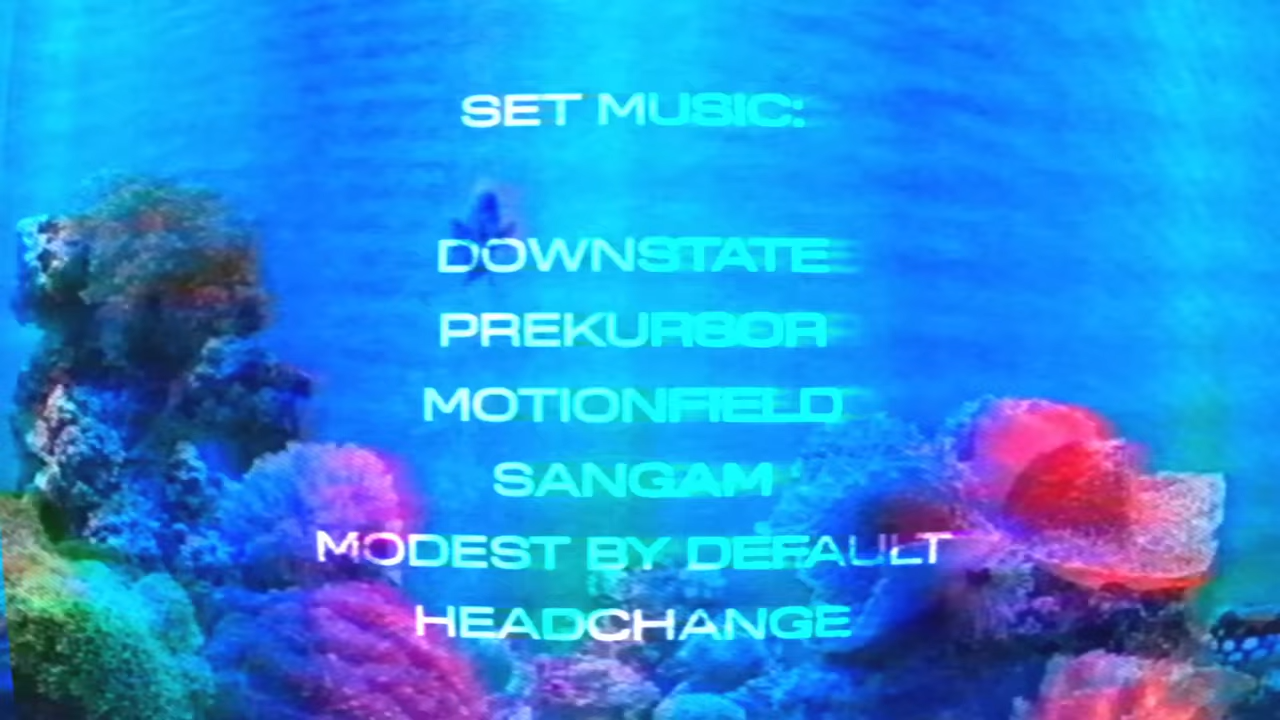 SET MUSIC:
DOWNSTATE
PREKURSOR
MOTIONFIELD
SANGAM
MODEST BY DEFAULT
HEADCHANGE